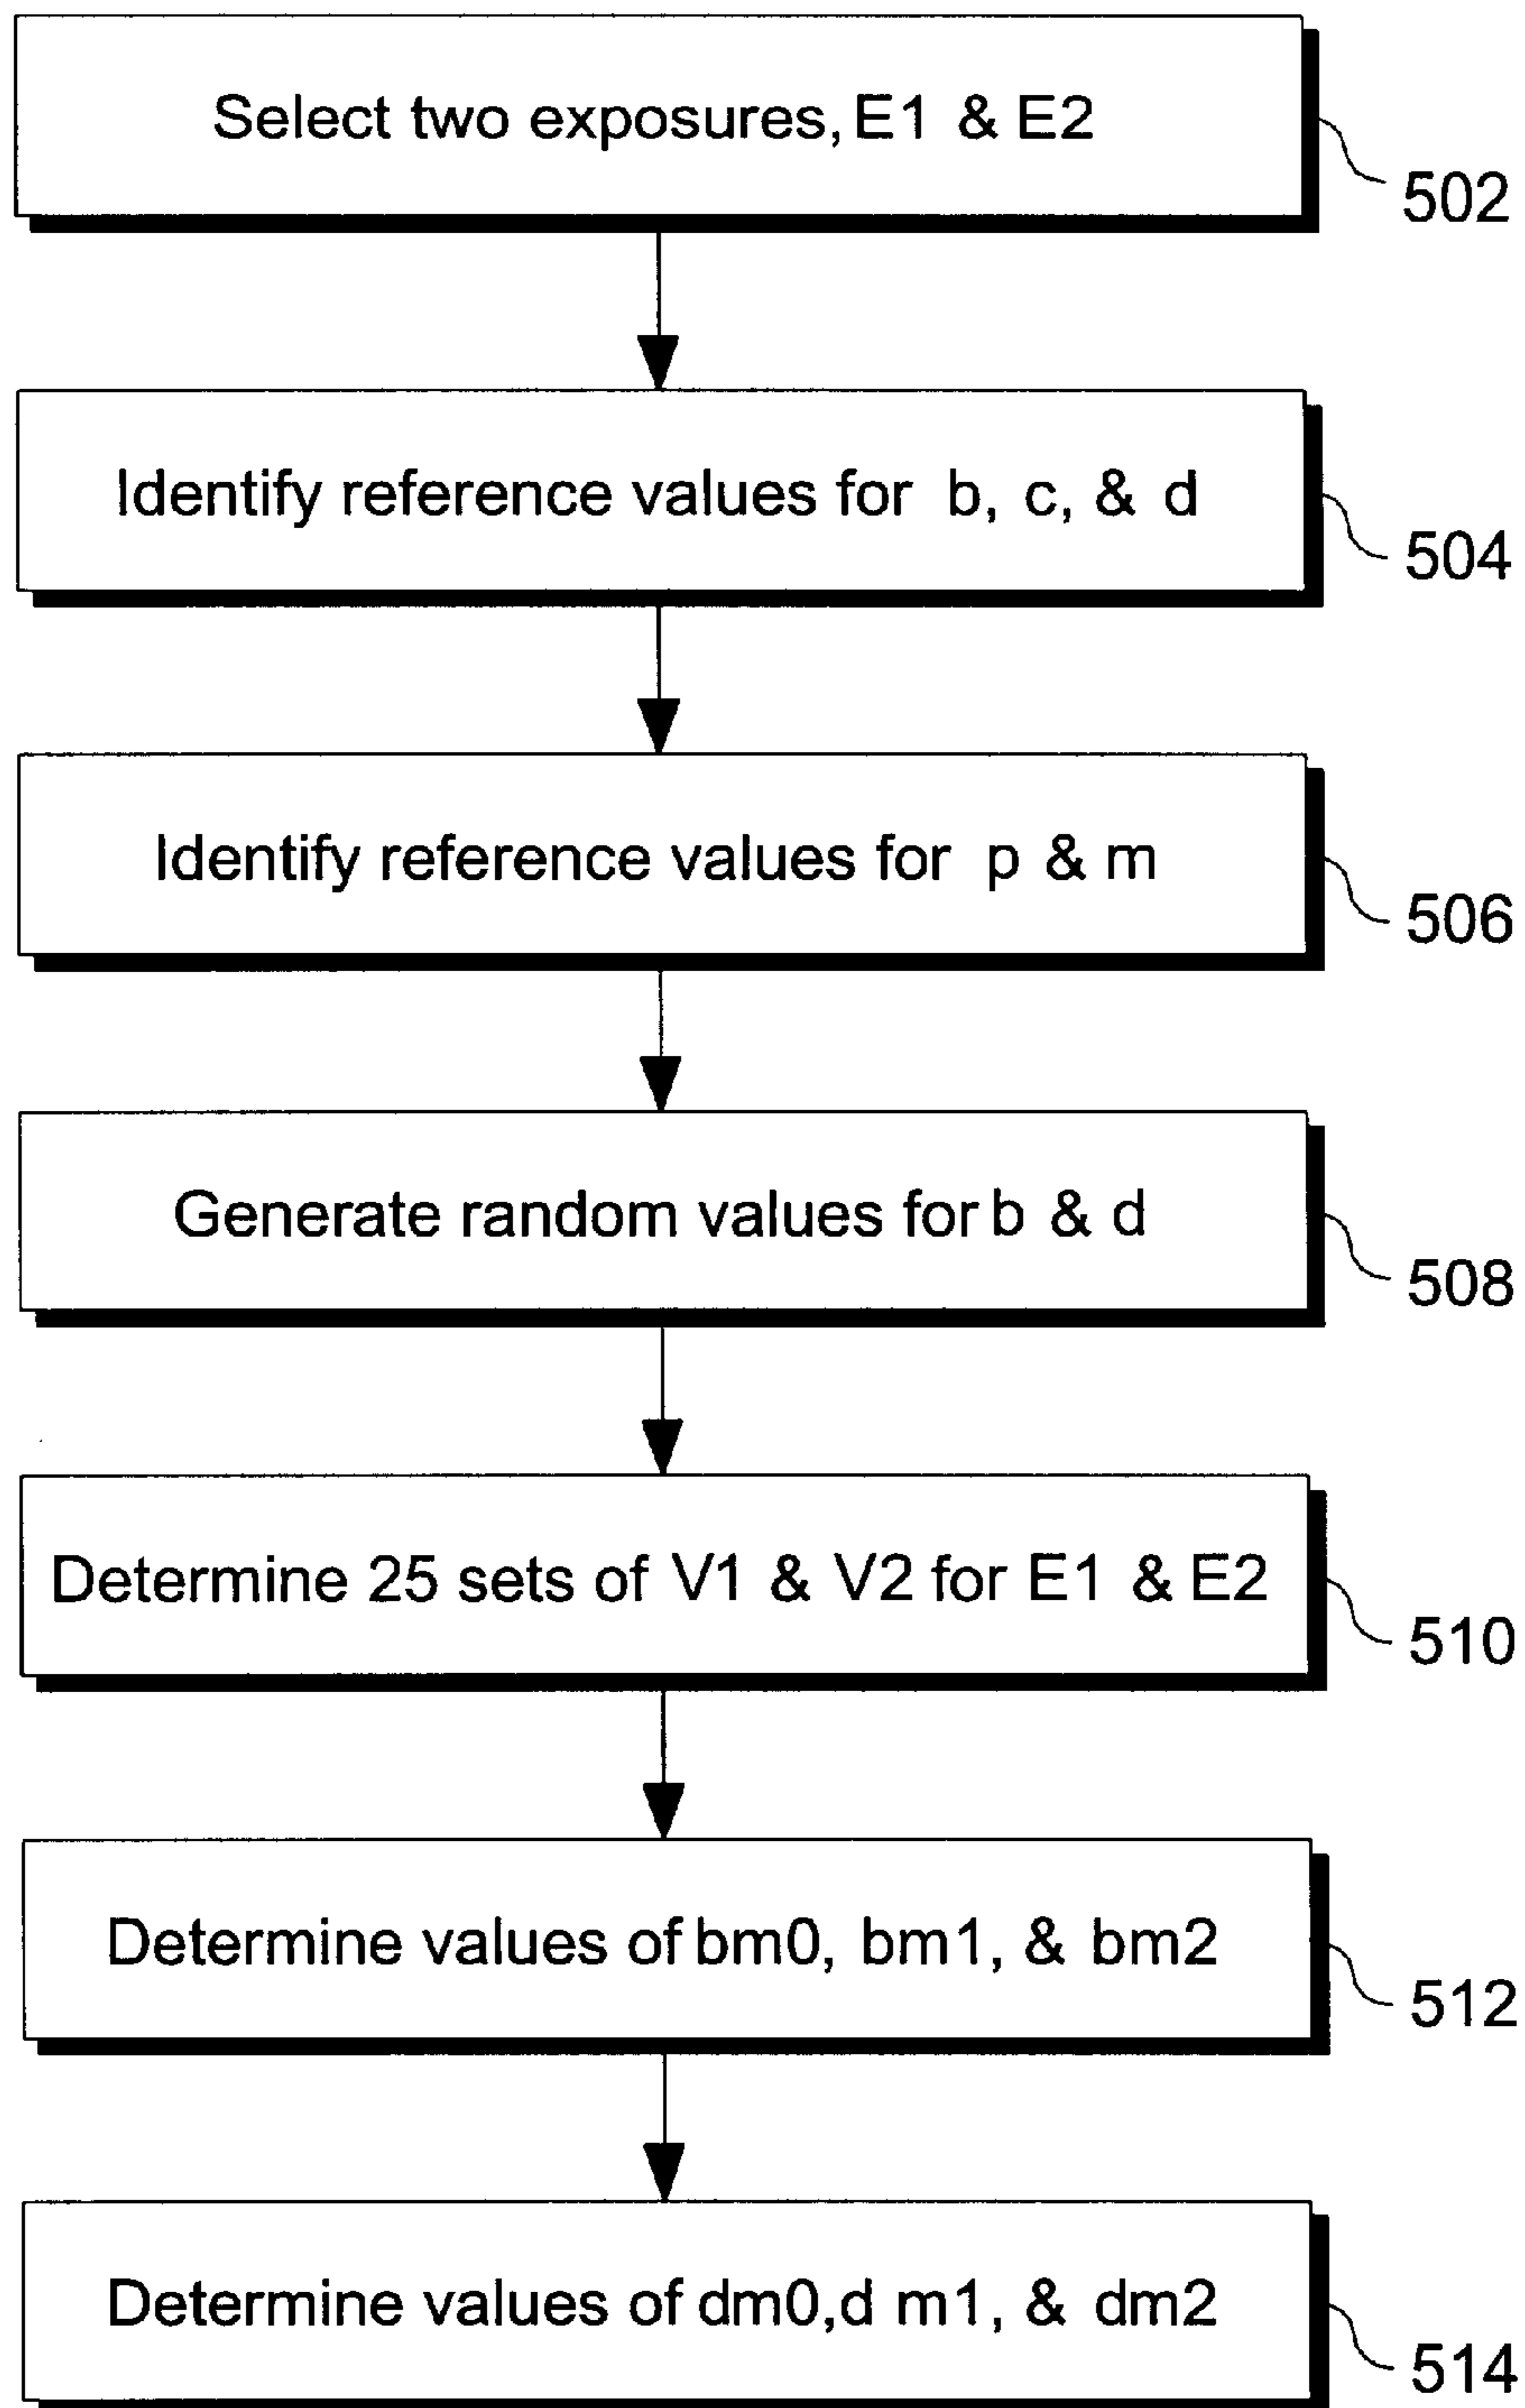 Select two exposures, E1 & E2
502
Identify reference values for b, c, & d
504
Identify reference values for p & m
506
Generate random values for b & d
508
Determine 25 sets of V1 & V2 for E1 & E2
510
Determine values of bm0, bm1, & bm2
512
Determine values of dm0,d m1, & dm2
514